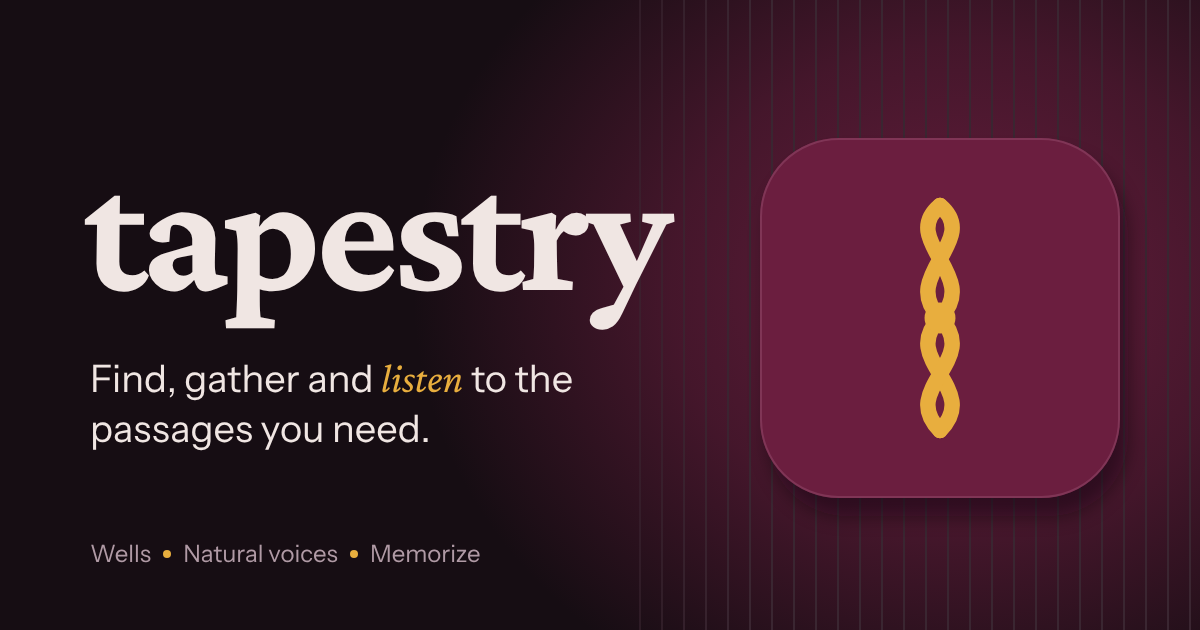 tapestry
Find, gather and listen to the
passages you need.
Wells • Natural voices • Memorize